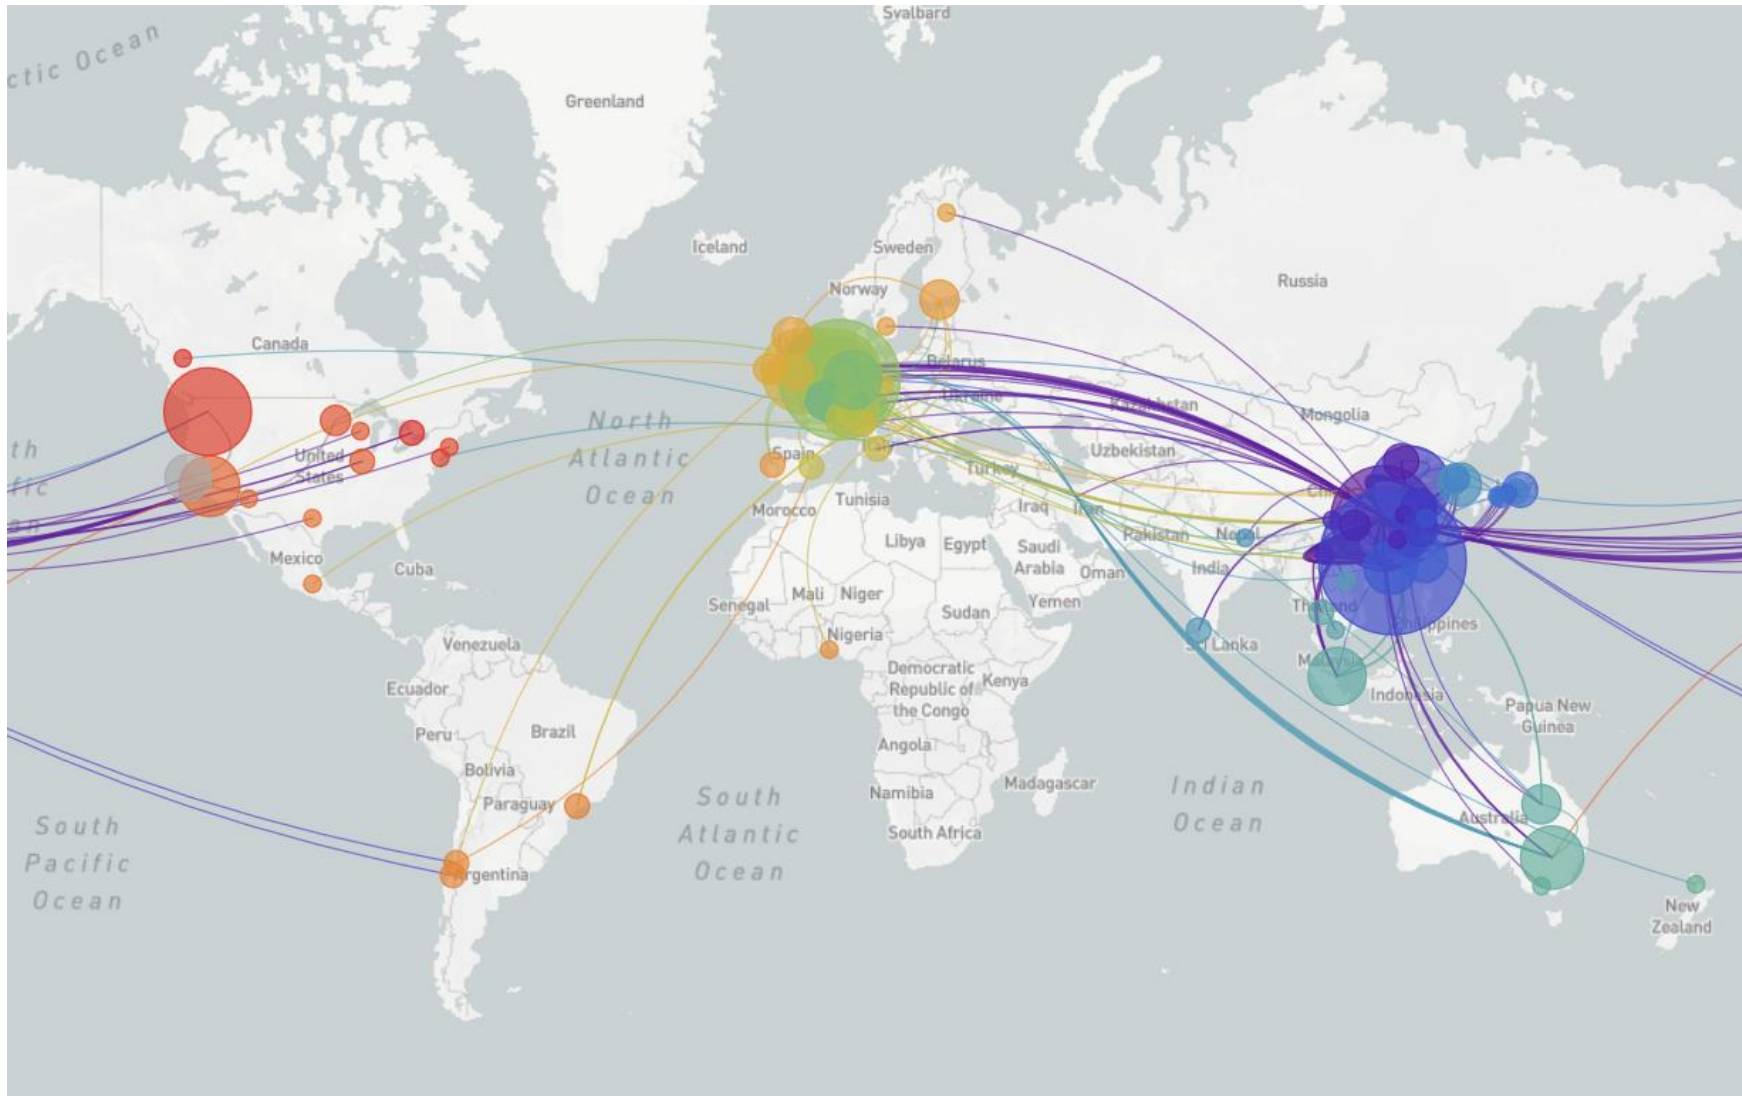 Svalbard
ctic Ocean
Greenland
Iceland
Sweden
Norway
Russia
Canada
Belarus
Ukraine
Kazakhstan
Mongolia
North
Atlantic
Ocean
th
fic
an
United
States
Spain
Italy
Turkey
Uzbekistan
Tunisia
Morocco
Iraq
Iran
Pakistan
Nepal
Libya
Egypt
Saudi
Arabia
Oman
India
Mexico
Cuba
Senegal
Mali
Niger
Sudan
Yemen
Thailand
Philippines
Venezuela
Nigeria
Sri Lanka
Malaysia
Ecuador
Democratic
Republic of
the Congo
Kenya
Indonesia
Papua New
Guinea
Peru
Brazil
Angola
Bolivia
Madagascar
Paraguay
Namibia
South
Atlantic
Ocean
Indian
Ocean
Australia
South Africa
South
Pacific
Ocean
rgentina
New
Zealand